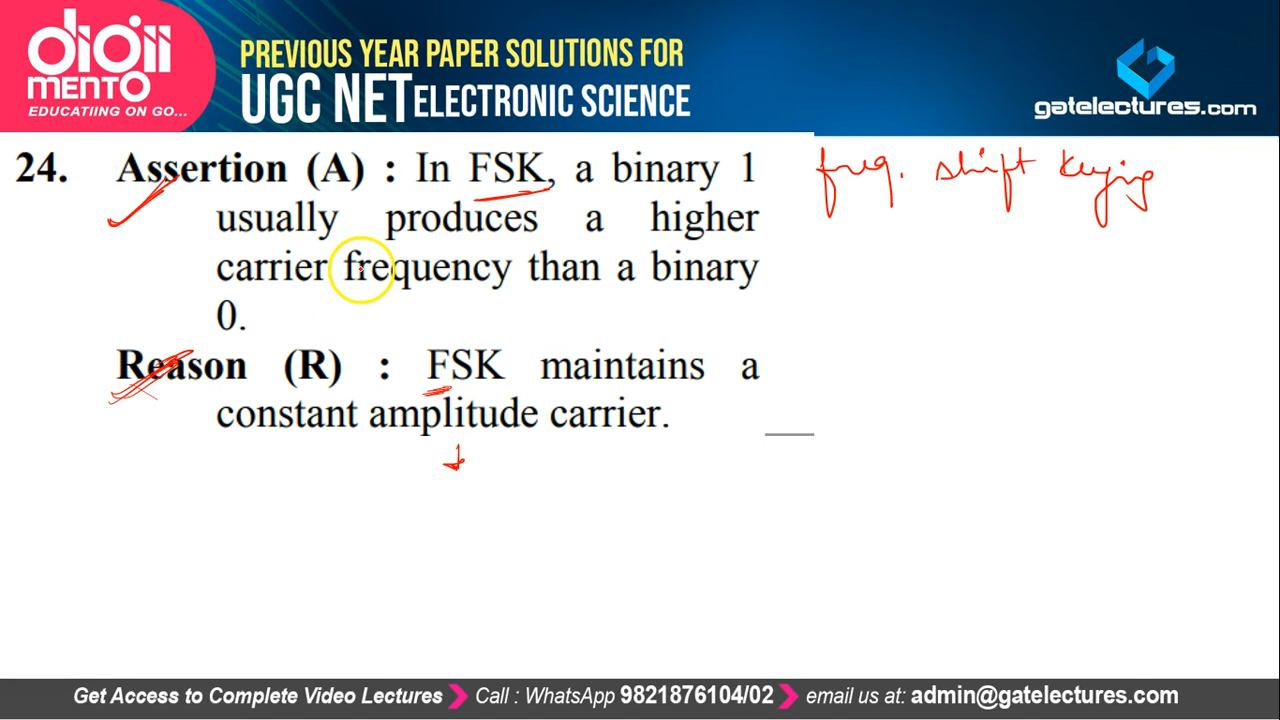 digii
MENTO
EDUCATIING ON GO...
PREVIOUS YEAR PAPER SOLUTIONS FOR
UGC NET ELECTRONIC SCIENCE
gatelectures.com
24. Assertion (A) : In FSK, a binary 1
usually produces a higher
carrier frequency than a binary
0.
Reason (R) : FSK maintains a
constant amplitude carrier.
freq. shift keying
Get Access to Complete Video Lectures Call : WhatsApp 9821876104/02 email us at: admin@gatelectures.com